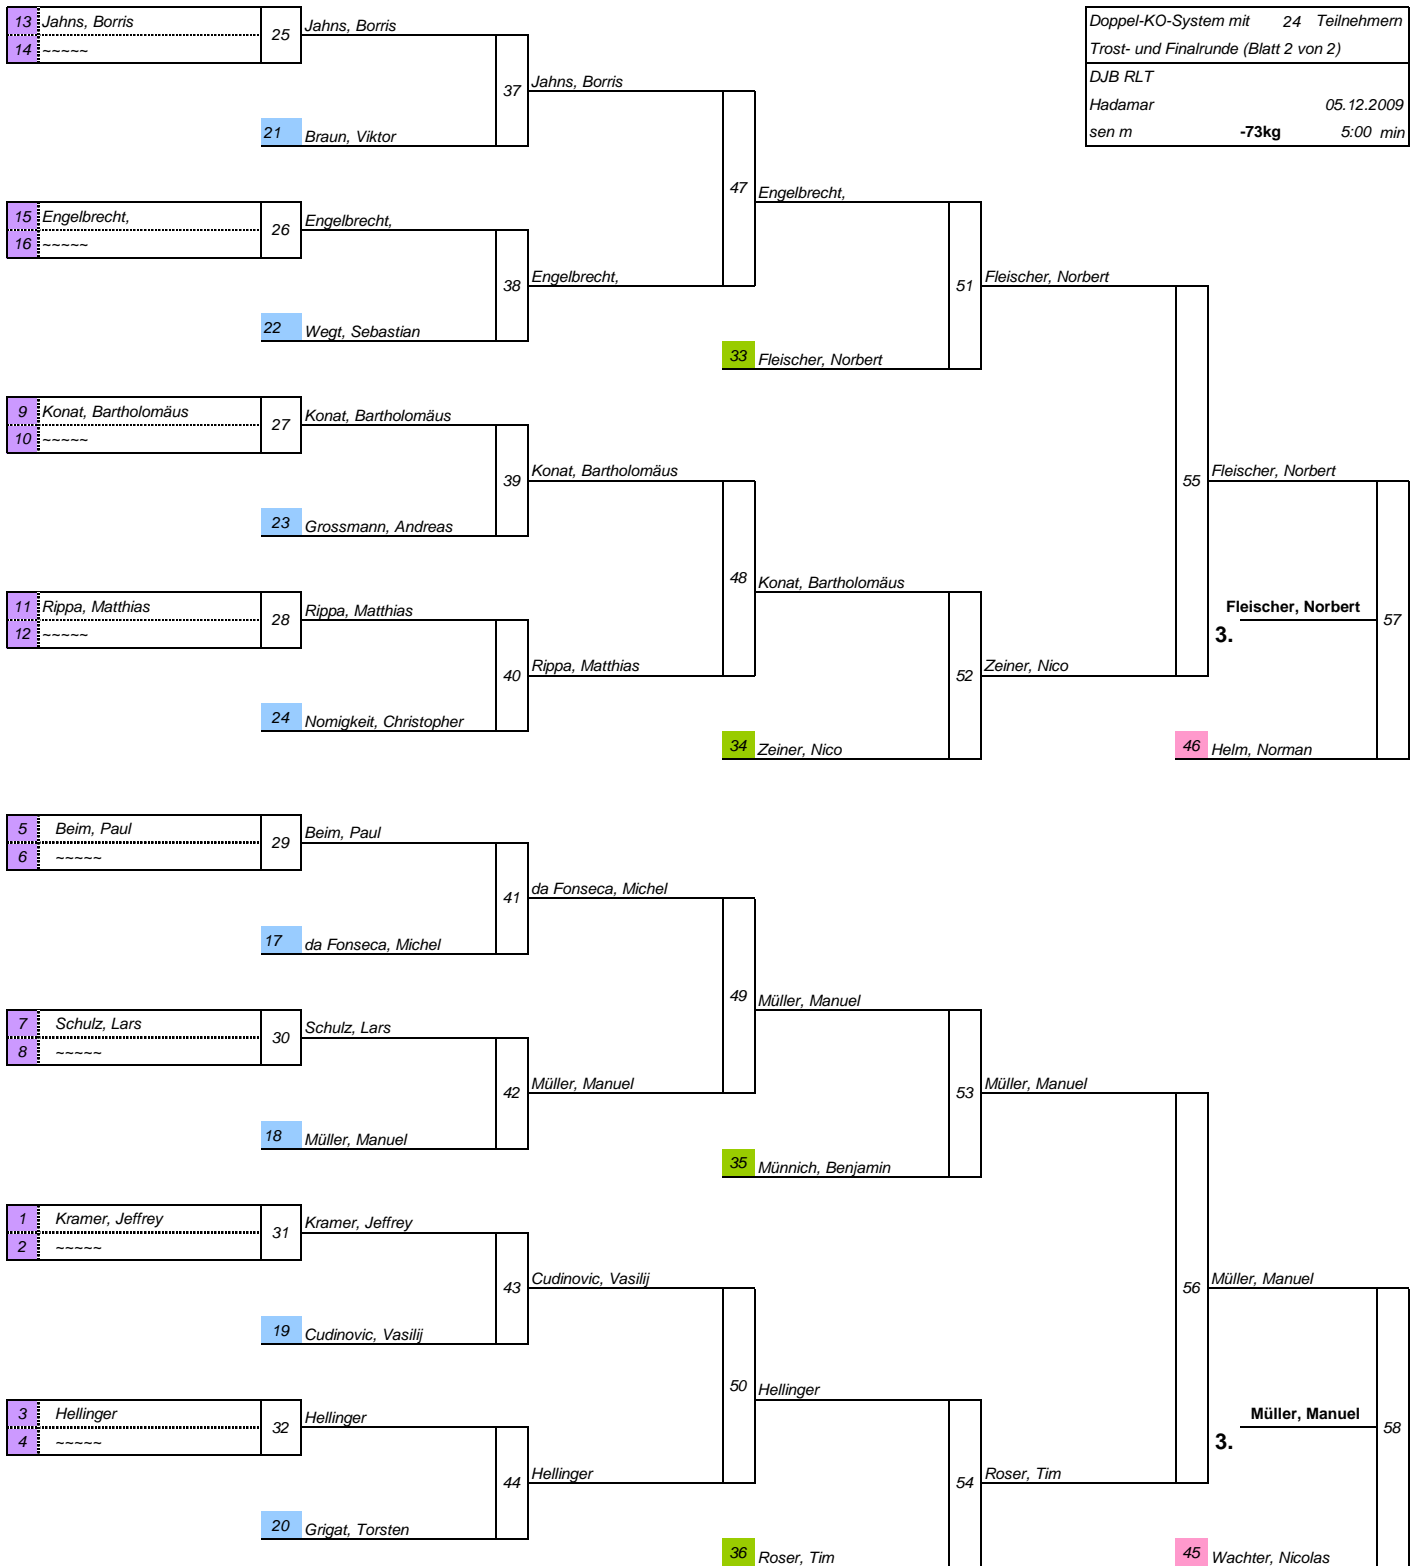 Doppel-KO-System mit 24 Teilnehmern
Trost- und Finalrunde (Blatt 2 von 2)
DJB RLT
Hadamar 05.12.2009
sen m -73kg 5:00 min
13 Jahns, Borris
14 ~~~~~
25 Jahns, Borris
37 Jahns, Borris
21 Braun, Viktor
47 Engelbrecht,
15 Engelbrecht,
16 ~~~~~
26 Engelbrecht,
38 Engelbrecht,
22 Wegt, Sebastian
51 Fleischer, Norbert
33 Fleischer, Norbert
9 Konat, Bartholomäus
10 ~~~~~
27 Konat, Bartholomäus
39 Konat, Bartholomäus
23 Grossmann, Andreas
55 Fleischer, Norbert
48 Konat, Bartholomäus
11 Rippa, Matthias
12 ~~~~~
28 Rippa, Matthias
40 Rippa, Matthias
24 Nomigkeit, Christopher
52 Zeiner, Nico
34 Zeiner, Nico
Fleischer, Norbert
3.
57
46 Helm, Norman
5 Beim, Paul
6 ~~~~~
29 Beim, Paul
41 da Fonseca, Michel
17 da Fonseca, Michel
49 Müller, Manuel
7 Schulz, Lars
8 ~~~~~
30 Schulz, Lars
42 Müller, Manuel
18 Müller, Manuel
53 Müller, Manuel
35 Münnich, Benjamin
1 Kramer, Jeffrey
2 ~~~~~
31 Kramer, Jeffrey
43 Cudinovic, Vasilij
19 Cudinovic, Vasilij
56 Müller, Manuel
50 Hellinger
3 Hellinger
4 ~~~~~
32 Hellinger
44 Hellinger
20 Grigat, Torsten
54 Roser, Tim
36 Roser, Tim
Müller, Manuel
3.
58
45 Wachter, Nicolas